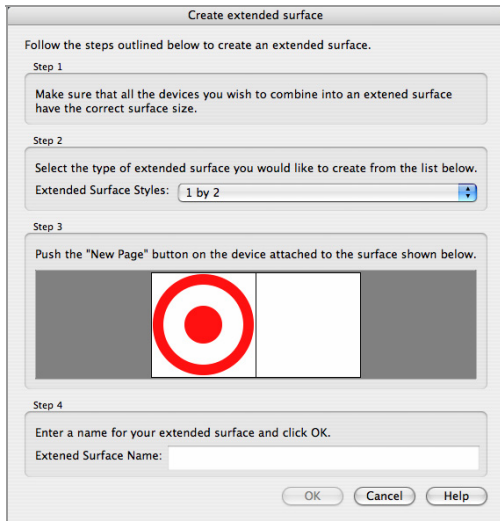 Create extended surface
Follow the steps outlined below to create an extended surface.
Step 1
Make sure that all the devices you wish to combine into an extened surface
have the correct surface size.
Step 2
Select the type of extended surface you would like to create from the list below.
Extended Surface Styles: 1 by 2
Step 3
Push the "New Page" button on the device attached to the surface shown below.
Step 4
Enter a name for your extended surface and click OK.
Extened Surface Name:
OK Cancel Help